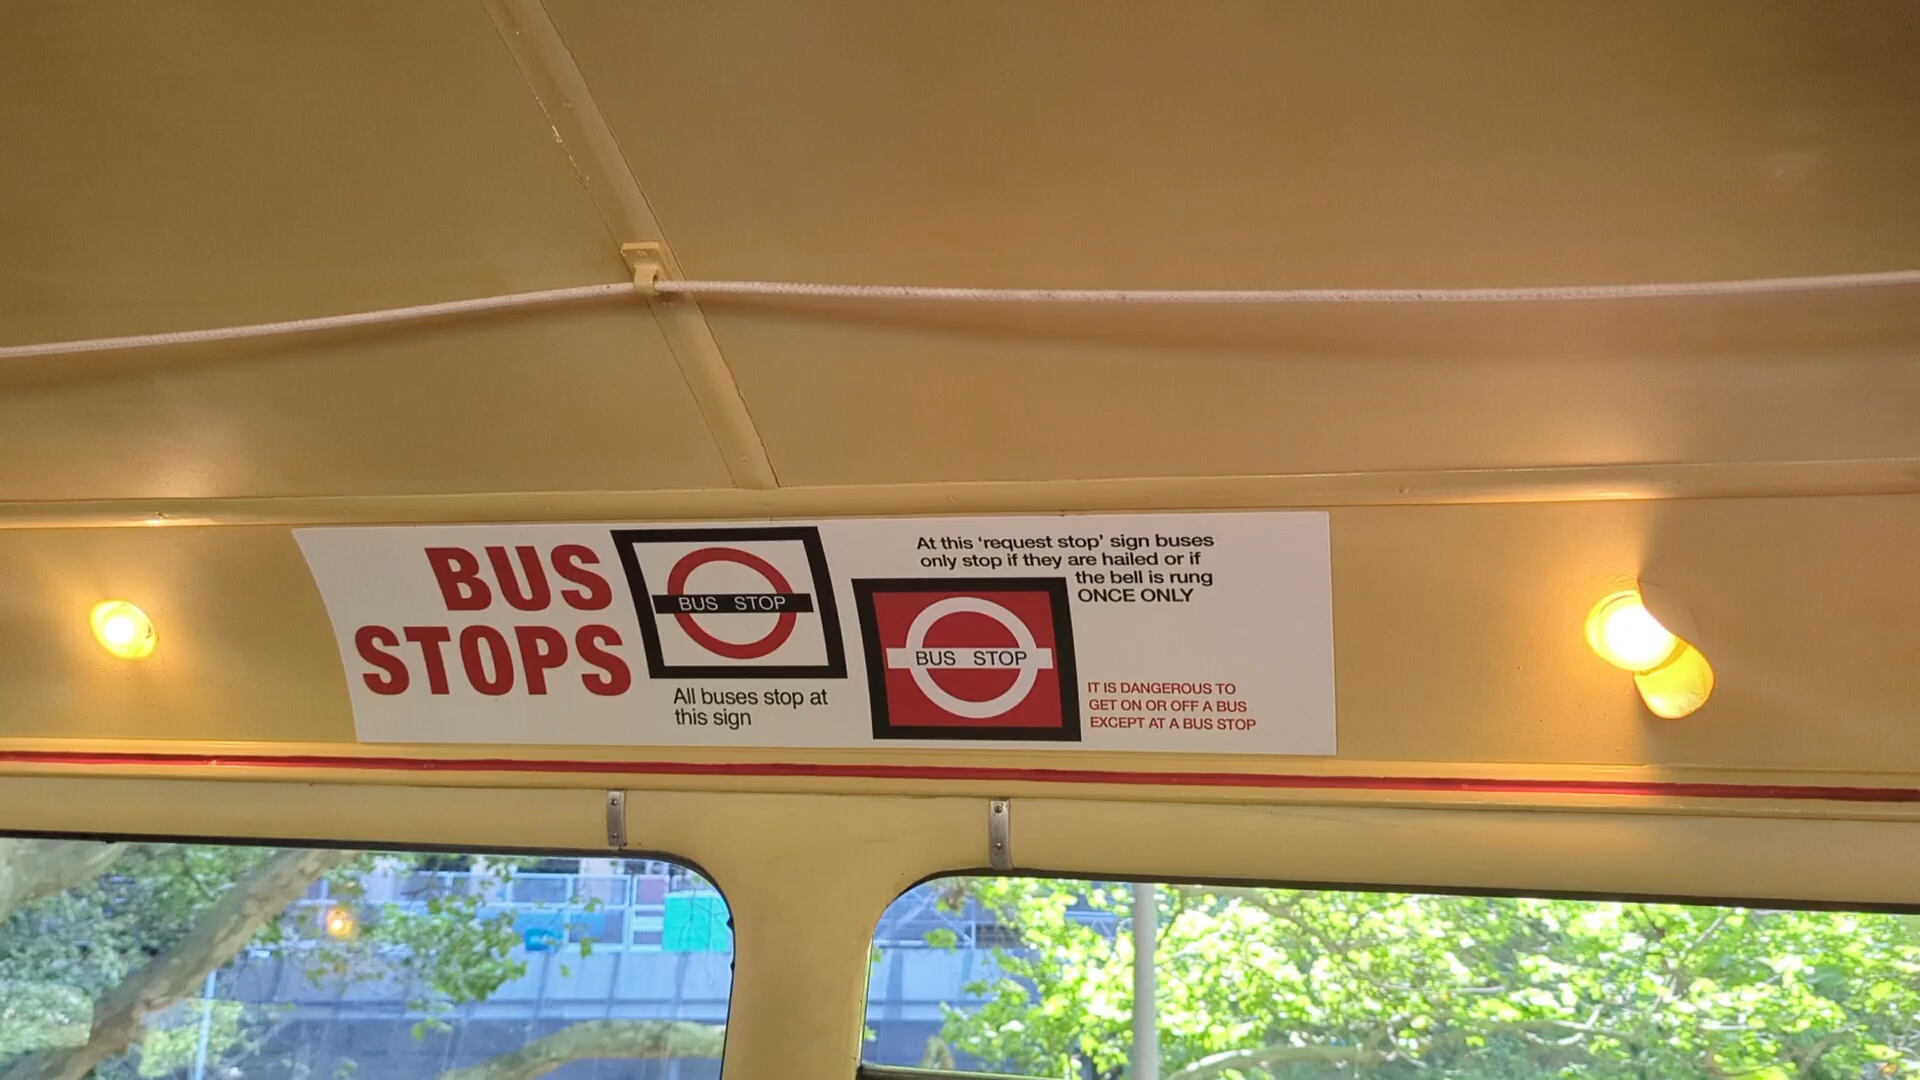 BUS
STOPS
BUS STOP
All buses stop at
this sign
At this ‘request stop’ sign buses
only stop if they are hailed or if
the bell is rung
ONCE ONLY
BUS STOP
IT IS DANGEROUS TO
GET ON OR OFF A BUS
EXCEPT AT A BUS STOP